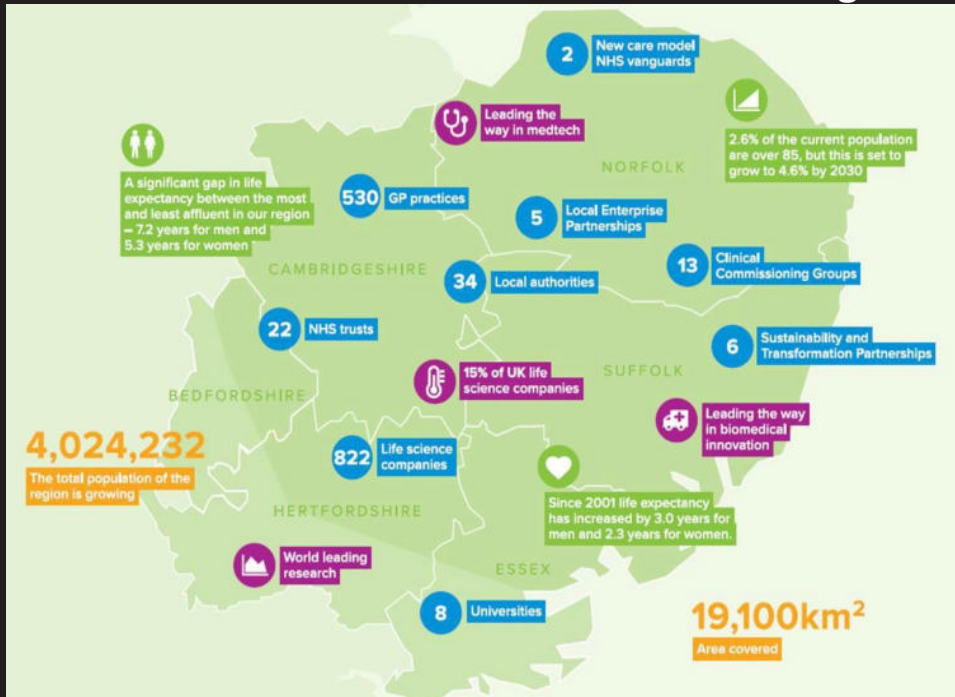 2
New care model
NHS vanguards
Leading the
way in medtech
2.6% of the current population
are over 85, but this is set to
grow to 4.6% by 2030
NORFOLK
A significant gap in life
expectancy between the most
and least affluent in our region
– 7.2 years for men and
5.3 years for women
530
GP practices
5
Local Enterprise
Partnerships
13
Clinical
Commissioning Groups
CAMBRIDGESHIRE
34
Local authorities
22
NHS trusts
6
Sustainability and
Transformation Partnerships
15% of UK life
science companies
SUFFOLK
BEDFORDSHIRE
Leading the way
in biomedical
innovation
4,024,232
The total population of the
region is growing
822
Life science
companies
Since 2001 life expectancy
has increased by 3.0 years for
men and 2.3 years for women.
HERTFORDSHIRE
World leading
research
ESSEX
8
Universities
19,100km²
Area covered